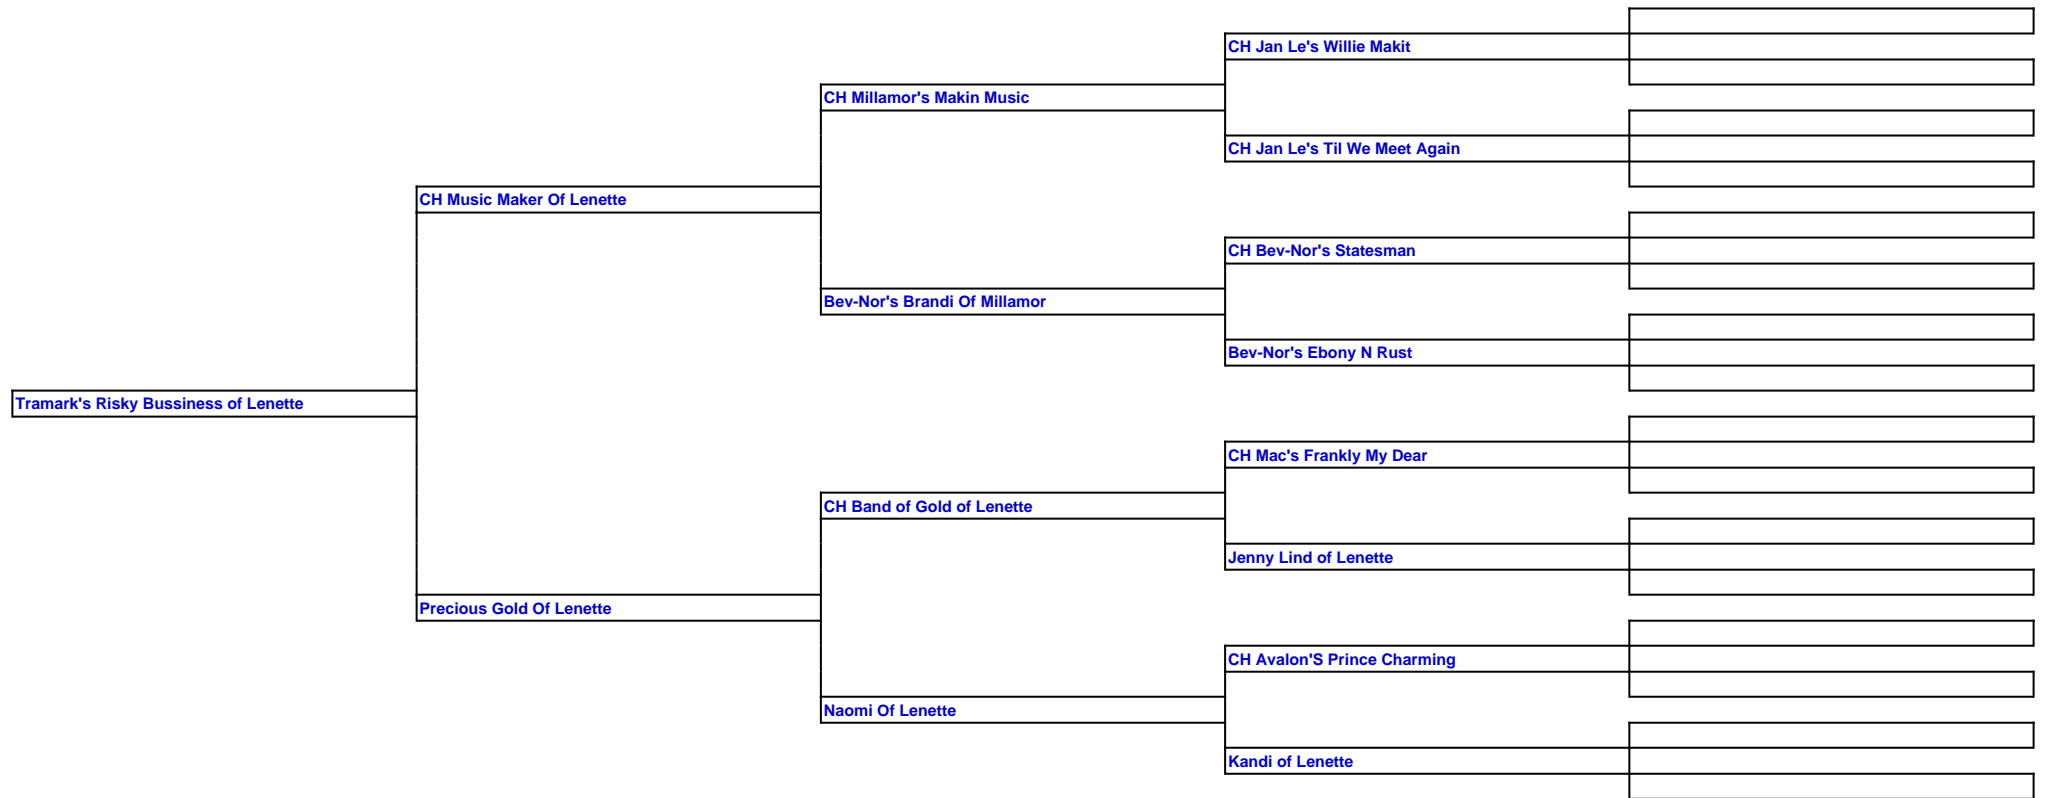 CH Jan Le's Willie Makit
CH Millamor's Makin Music
CH Jan Le's Til We Meet Again
CH Music Maker Of Lenette
CH Bev-Nor's Statesman
Bev-Nor's Brandi Of Millamor
Bev-Nor's Ebony N Rust
Tramark's Risky Bussiness of Lenette
CH Mac's Frankly My Dear
CH Band of Gold of Lenette
Jenny Lind of Lenette
Precious Gold Of Lenette
CH Avalon'S Prince Charming
Naomi Of Lenette
Kandi of Lenette